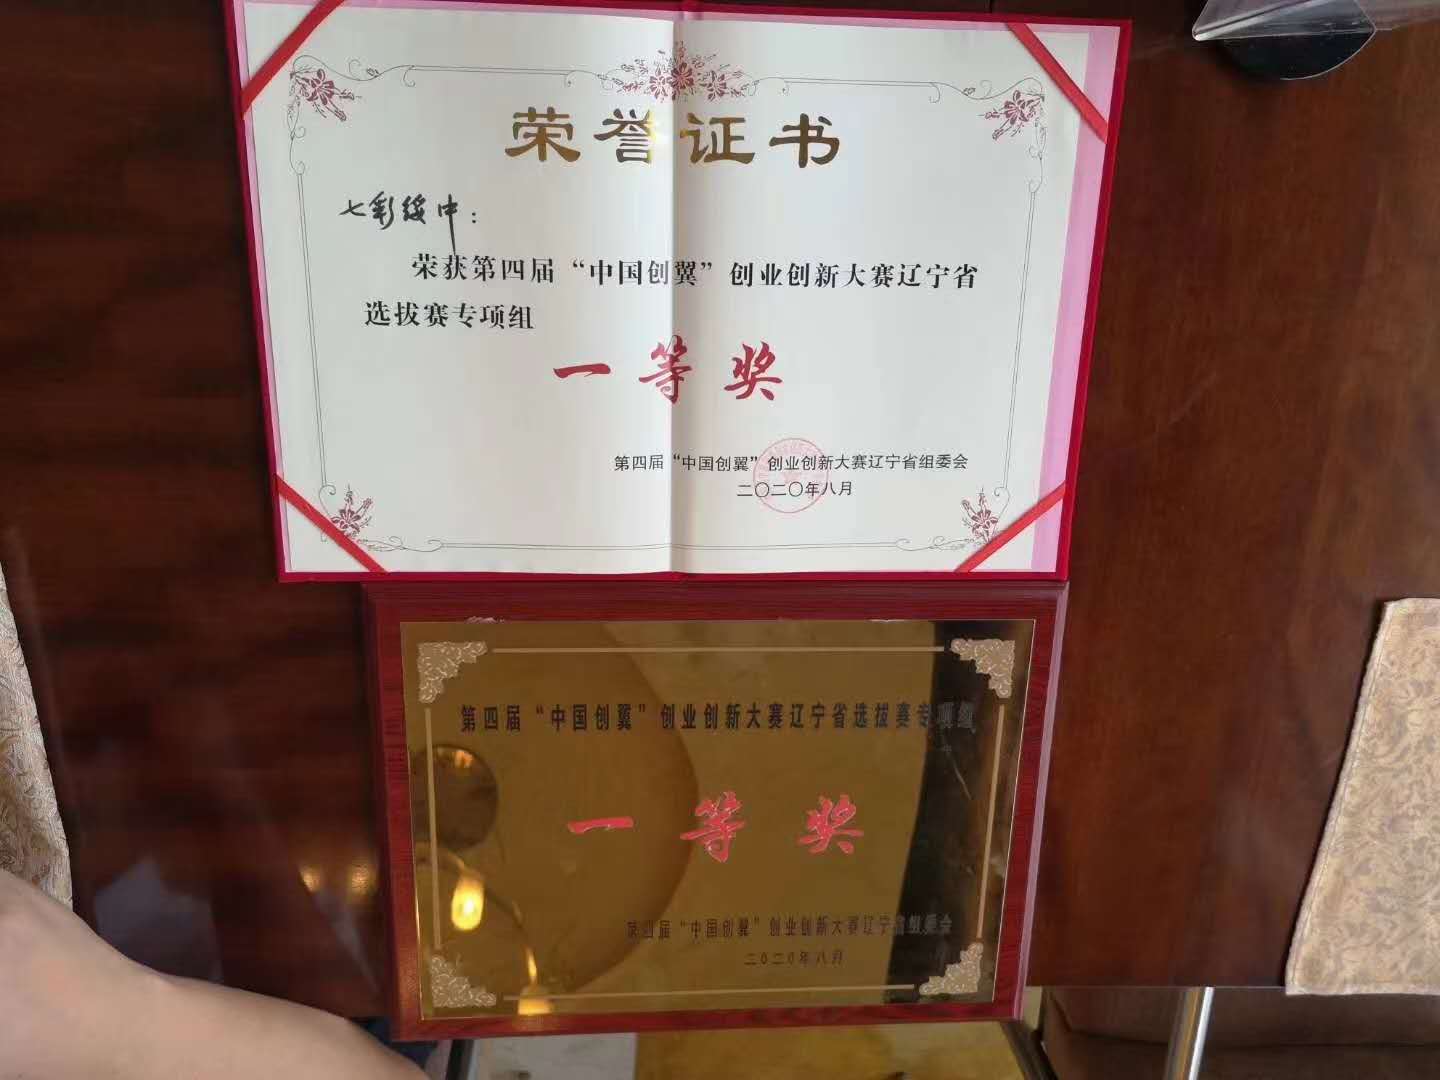 荣誉证书
七彩绥中：
荣获第四届“中国创翼”创业创新大赛辽宁省
选拔赛专项组
一等奖
第四届“中国创翼”创业创新大赛辽宁省组委会
二〇二〇年八月
第四届“中国创翼”创业创新大赛辽宁省选拔赛专项组
一等奖
第四届“中国创翼”创业创新大赛辽宁省组委会
二〇二〇年八月